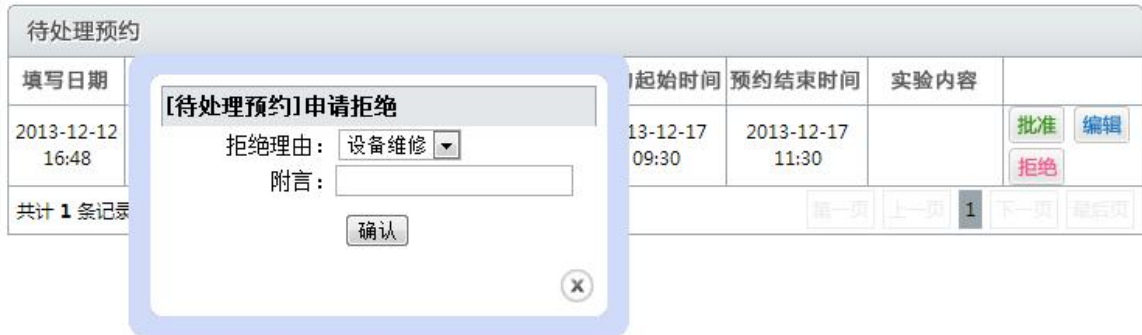 待处理预约
填写日期
起始时间
预约结束时间
实验内容
[待处理预约]申请拒绝
2013-12-12
16:48
拒绝理由： 设备维修
附言：
13-12-17
09:30
2013-12-17
11:30
批准 编辑
拒绝
共计 1 条记录
确认
第一页 上一页 1 下一页 最后页